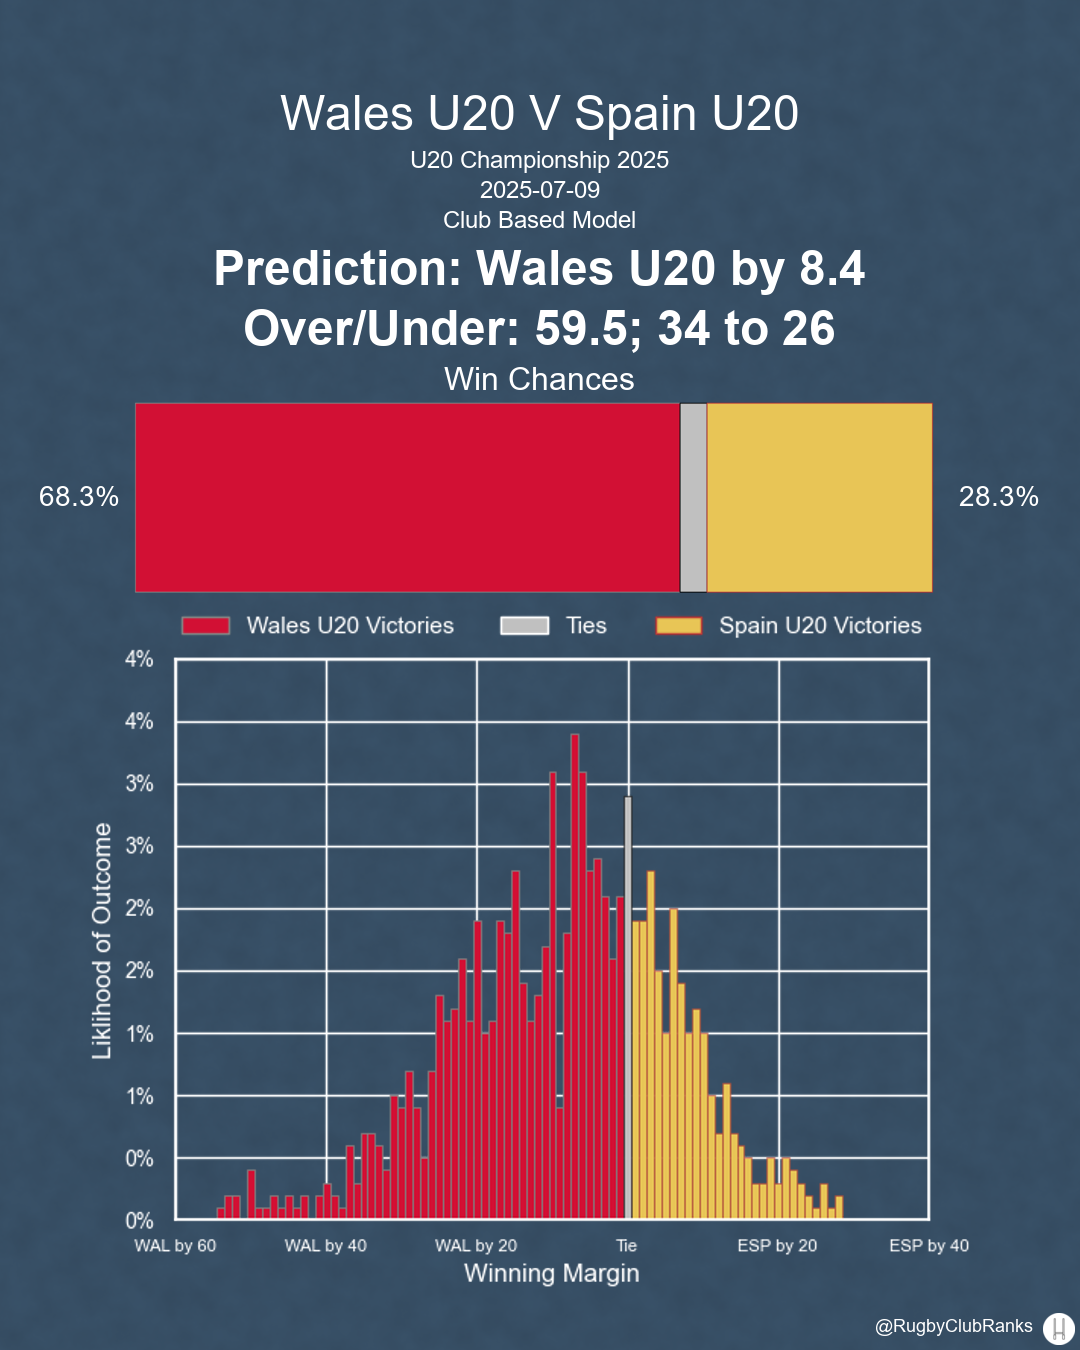 Wales U20 V Spain U20
U20 Championship 2025
2025-07-09
Club Based Model
Prediction: Wales U20 by 8.4
Over/Under: 59.5; 34 to 26
Win Chances
68.3%
28.3%
Wales U20 Victories
Ties
Spain U20 Victories
4%
4%
3%
3%
2%
2%
1%
1%
0%
0%
Liklihood of Outcome
WAL by 60
WAL by 40
WAL by 20
Tie
ESP by 20
ESP by 40
Winning Margin
@RugbyClubRanks